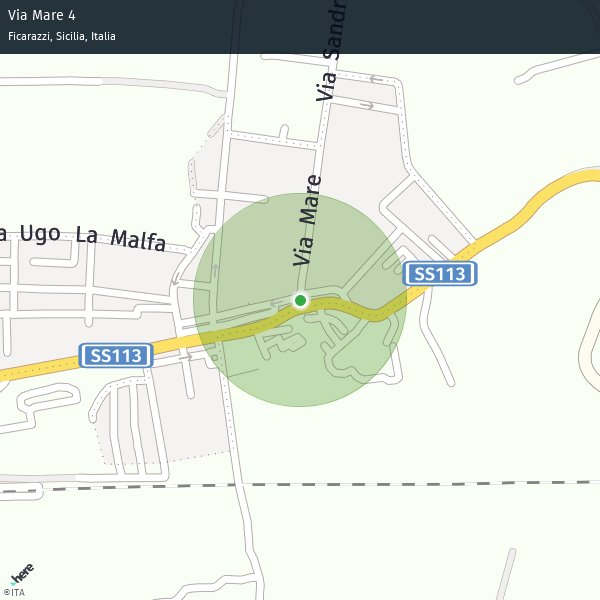 Via Mare 4
Ficarazzi, Sicilia, Italia
Via Sandr
Via Mare
a Ugo La Malfa
SS113
SS113
here
©ITA